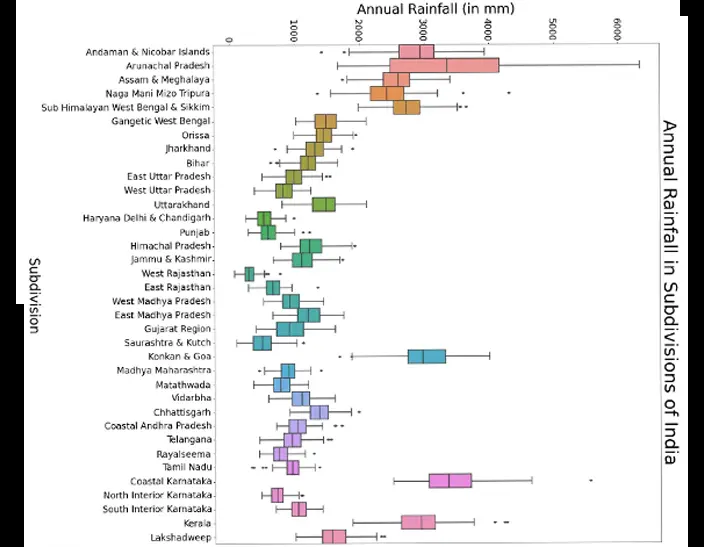 Annual Rainfall (in mm)
0 1000 2000 3000 4000 5000 6000
Andaman & Nicobar Islands
Arunachal Pradesh
Assam & Meghalaya
Naga Mani Mizo Tripura
Sub Himalayan West Bengal & Sikkim
Gangetic West Bengal
Orissa
Jharkhand
Bihar
East Uttar Pradesh
West Uttar Pradesh
Uttarakhand
Haryana Delhi & Chandigarh
Punjab
Himachal Pradesh
Jammu & Kashmir
West Rajasthan
East Rajasthan
West Madhya Pradesh
East Madhya Pradesh
Gujarat Region
Saurashtra & Kutch
Konkan & Goa
Madhya Maharashtra
Matathwada
Vidarbha
Chhattisgarh
Coastal Andhra Pradesh
Telangana
Rayalseema
Tamil Nadu
Coastal Karnataka
North Interior Karnataka
South Interior Karnataka
Kerala
Lakshadweep
Subdivision
Annual Rainfall in Subdivisions of India